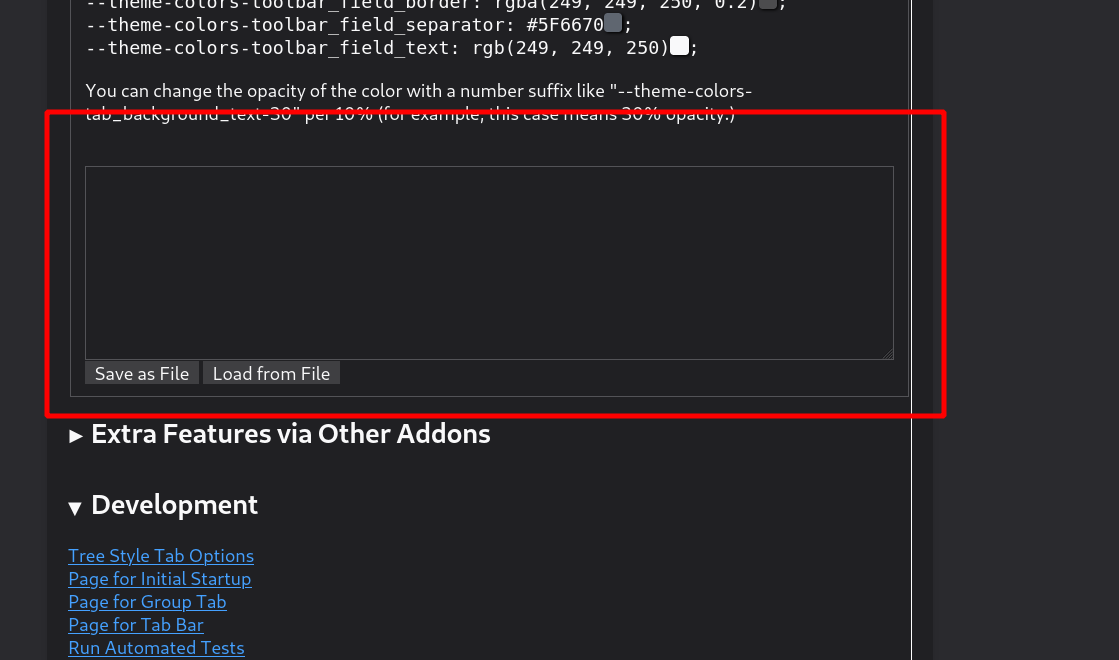 --theme-colors-toolbar_field_border: rgba(249, 249, 250, 0.2);
--theme-colors-toolbar_field_separator: #5F6670;
--theme-colors-toolbar_field_text: rgb(249, 249, 250);
You can change the opacity of the color with a number suffix like "--theme-colors-
tab_background_text-30" per 10% (for example, this case means 30% opacity.)
Save as File Load from File
▶ Extra Features via Other Addons
▼ Development
Tree Style Tab Options
Page for Initial Startup
Page for Group Tab
Page for Tab Bar
Run Automated Tests